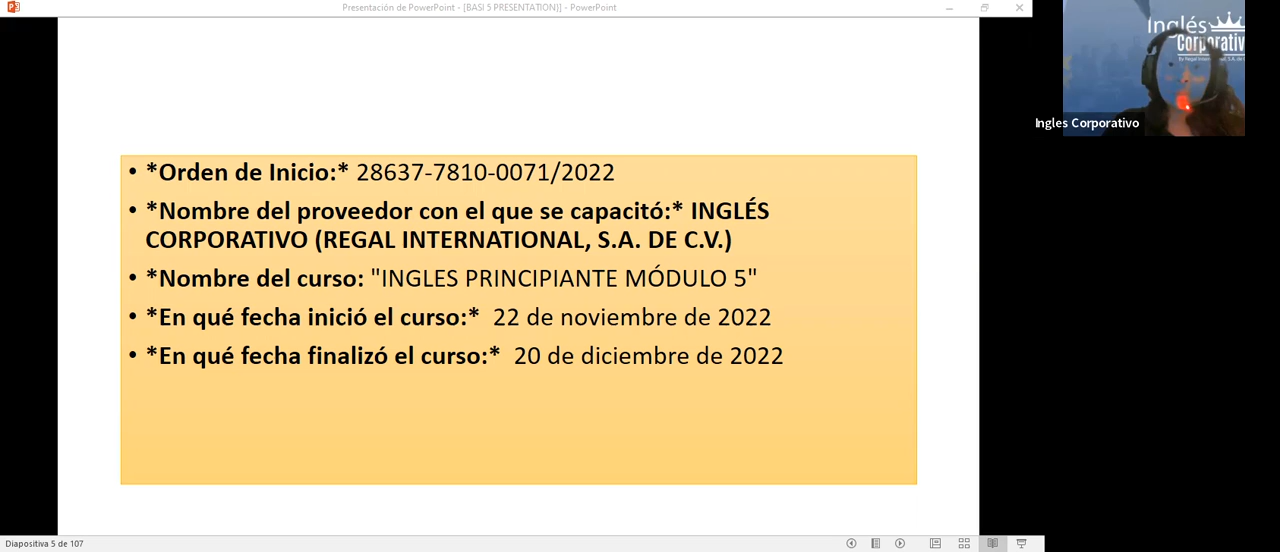 Presentación de PowerPoint - [BASI 5 PRESENTATION)] - PowerPoint
• *Orden de Inicio:* 28637-7810-0071/2022
• *Nombre del proveedor con el que se capacitó:* INGLÉS
CORPORATIVO (REGAL INTERNATIONAL, S.A. DE C.V.)
• *Nombre del curso: "INGLES PRINCIPIANTE MÓDULO 5"
• *En qué fecha inició el curso:* 22 de noviembre de 2022
• *En qué fecha finalizó el curso:* 20 de diciembre de 2022
Inglés
Corporativ
Ingles Corporativo
Diapositiva 5 de 107